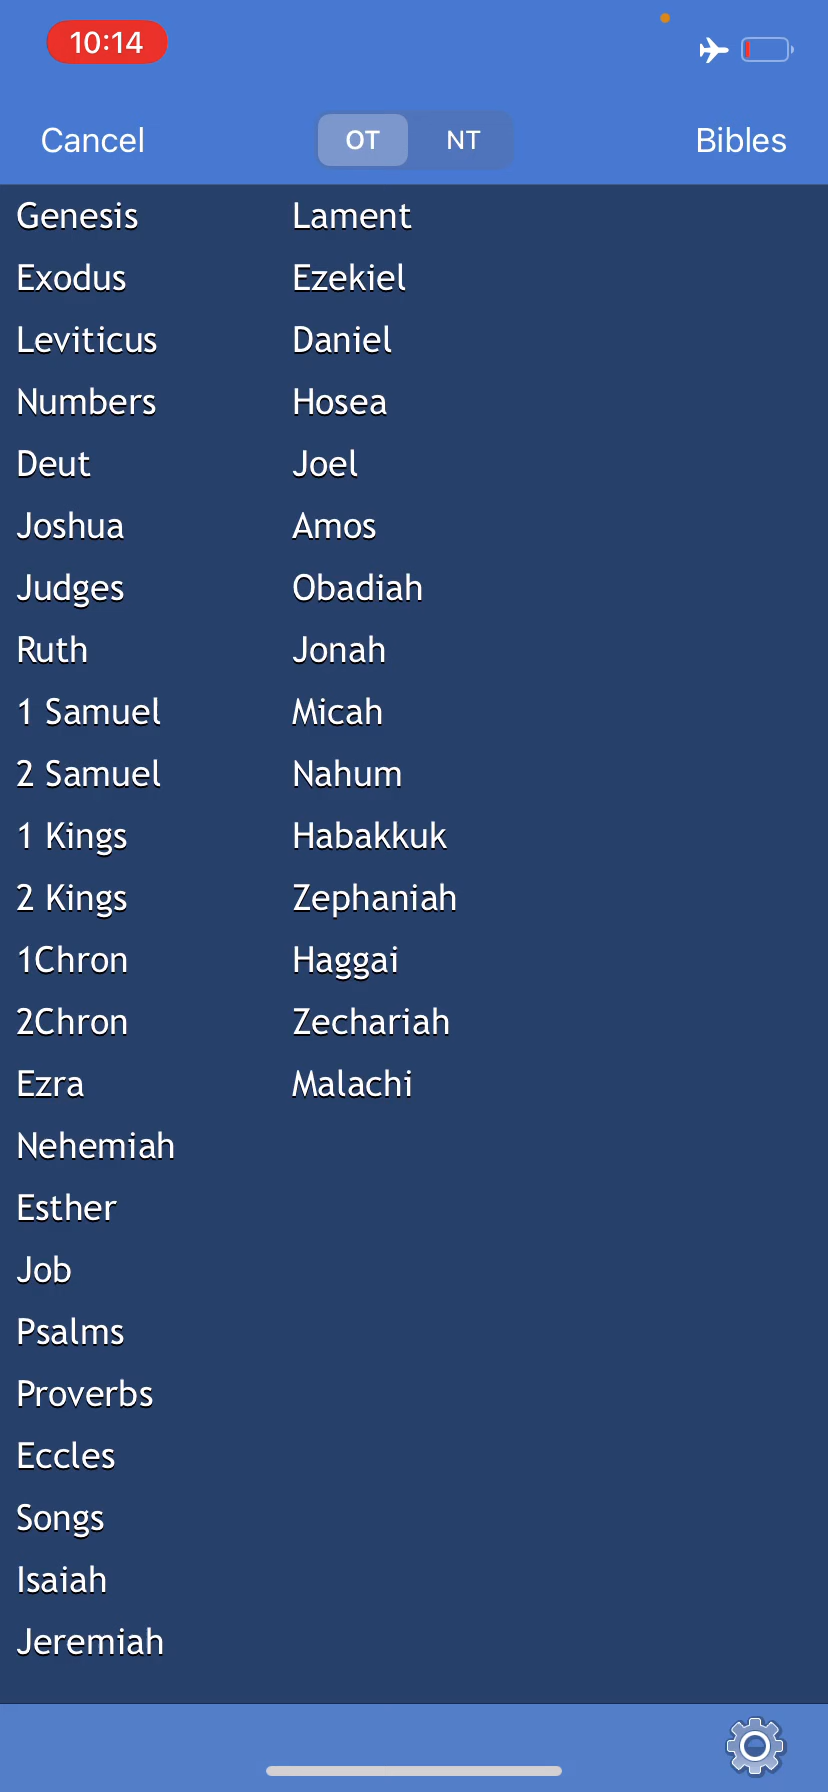 10:14
Cancel
OT
NT
Bibles
Genesis
Exodus
Leviticus
Numbers
Deut
Joshua
Judges
Ruth
1 Samuel
2 Samuel
1 Kings
2 Kings
1Chron
2Chron
Ezra
Nehemiah
Esther
Job
Psalms
Proverbs
Eccles
Songs
Isaiah
Jeremiah
Lament
Ezekiel
Daniel
Hosea
Joel
Amos
Obadiah
Jonah
Micah
Nahum
Habakkuk
Zephaniah
Haggai
Zechariah
Malachi